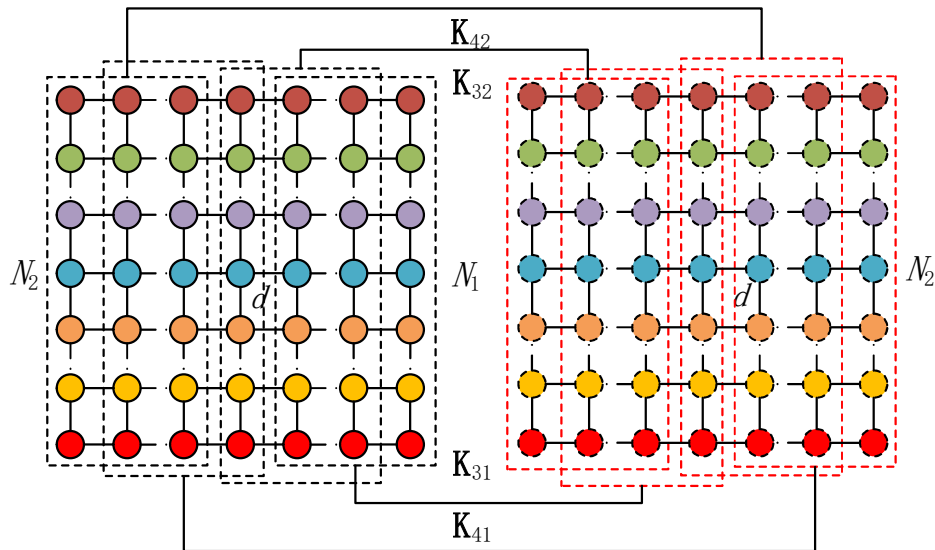 K₄₂
K₃₂
N₂ d N₁ d N₂
K₃₁
K₄₁